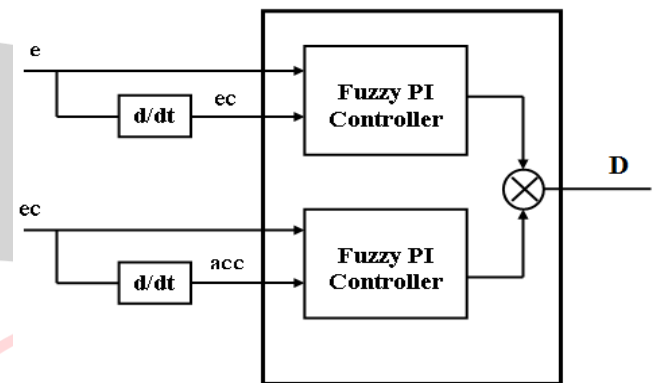 e
d/dt
ec
Fuzzy PI
Controller
D
ec
d/dt
acc
Fuzzy PI
Controller